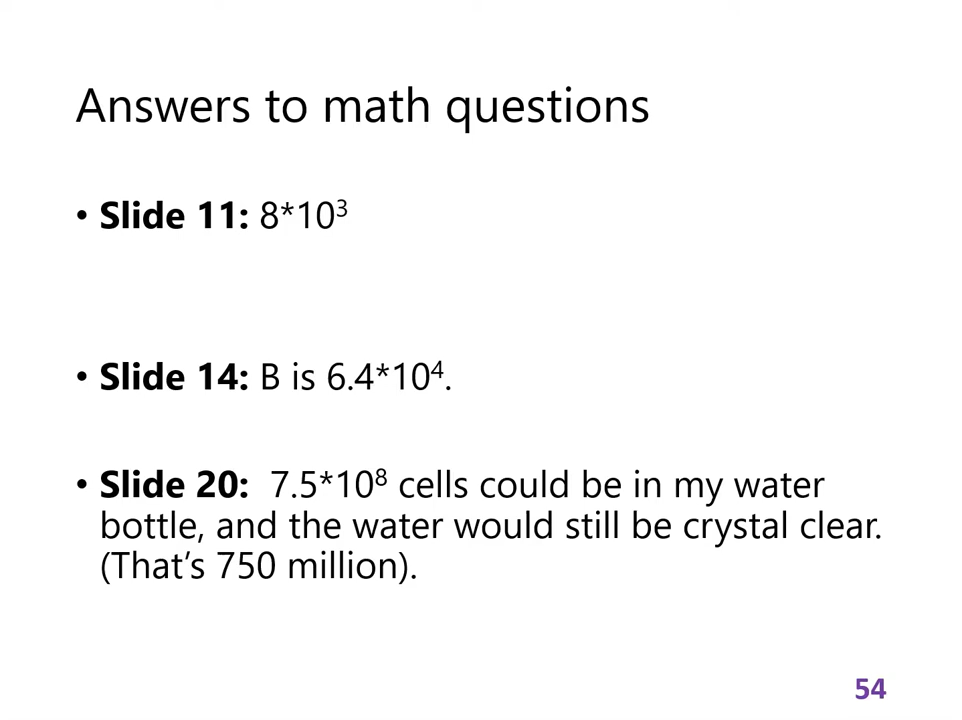 Answers to math questions
• Slide 11: 8*10³
• Slide 14: B is 6.4*10⁴.
• Slide 20:  7.5*10⁸ cells could be in my water
bottle, and the water would still be crystal clear.
(That’s 750 million).
54